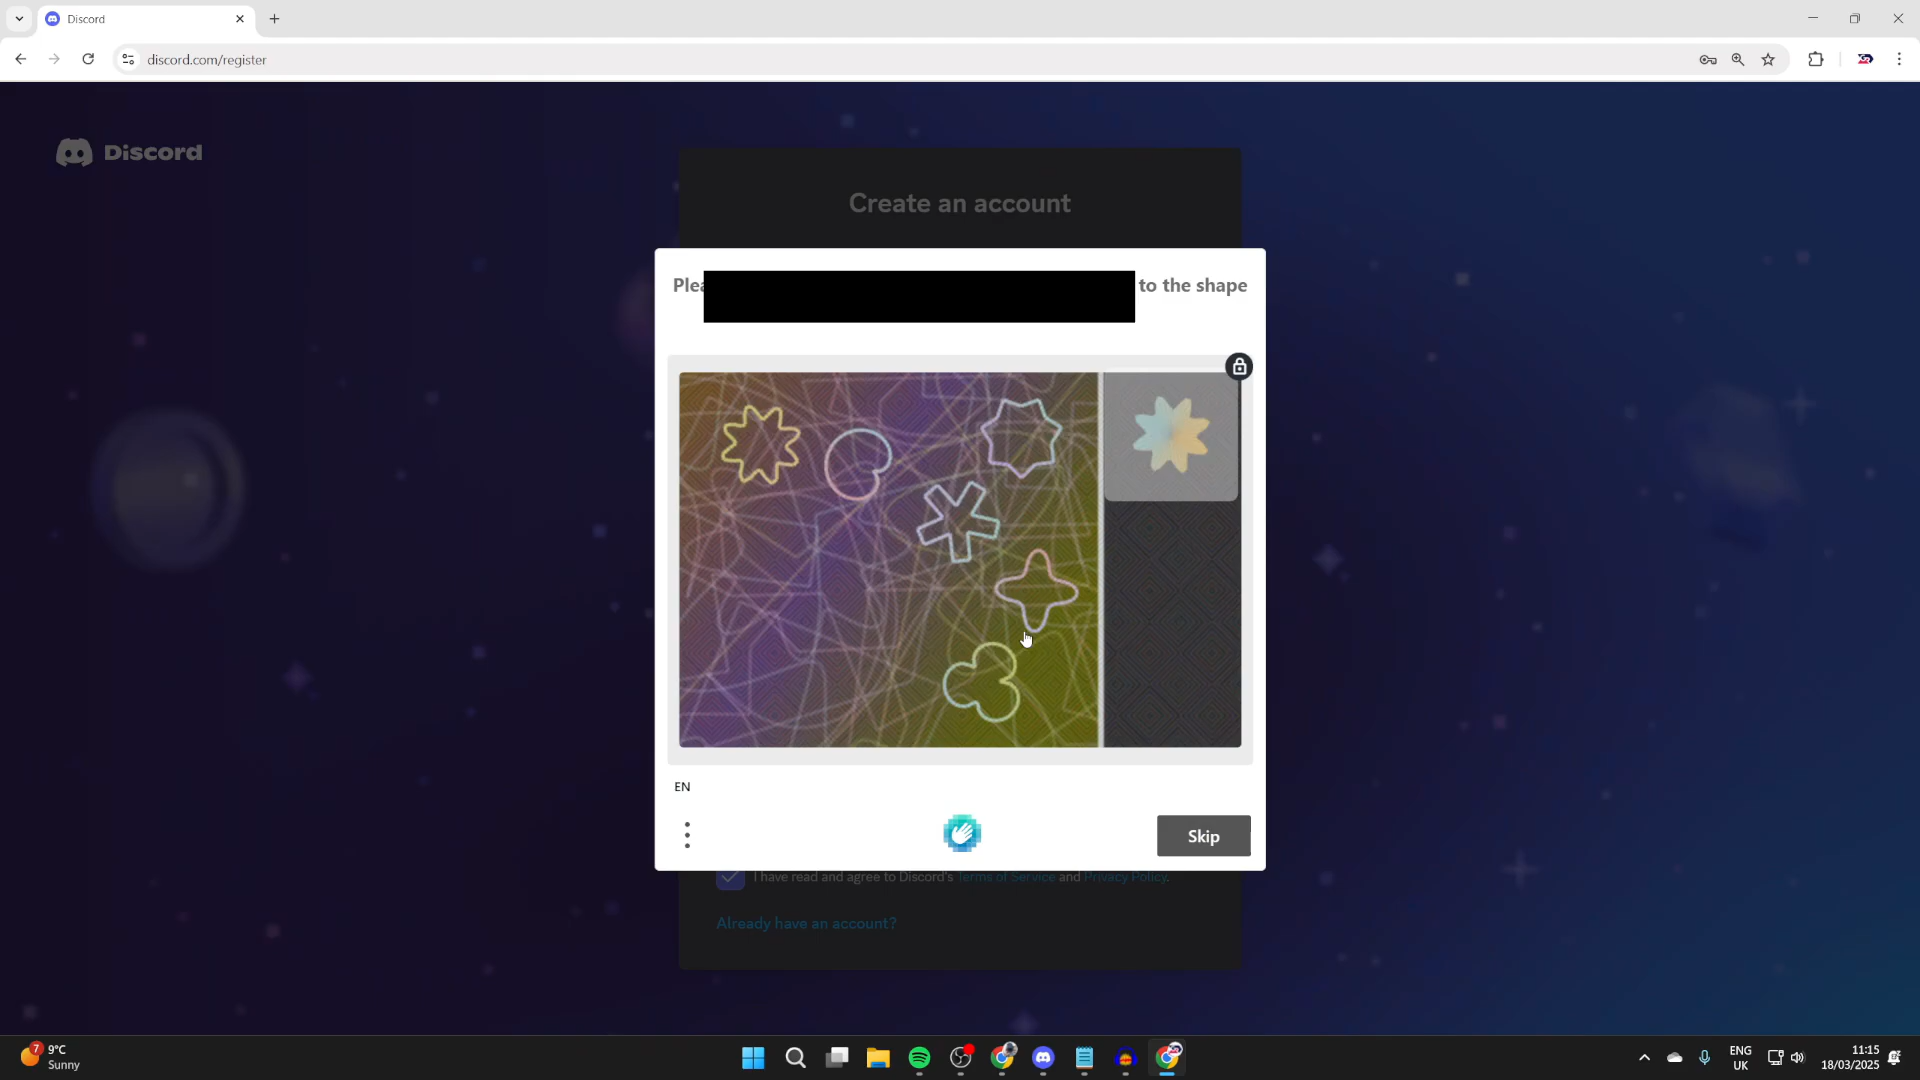 Discord
discord.com/register
Discord
Create an account
to the shape
EN
Skip
I have read and agree to Discord's Terms of Service and Privacy Policy.
Already have an account?
7
9°C
Sunny
ENG
UK
11:15
18/03/2025